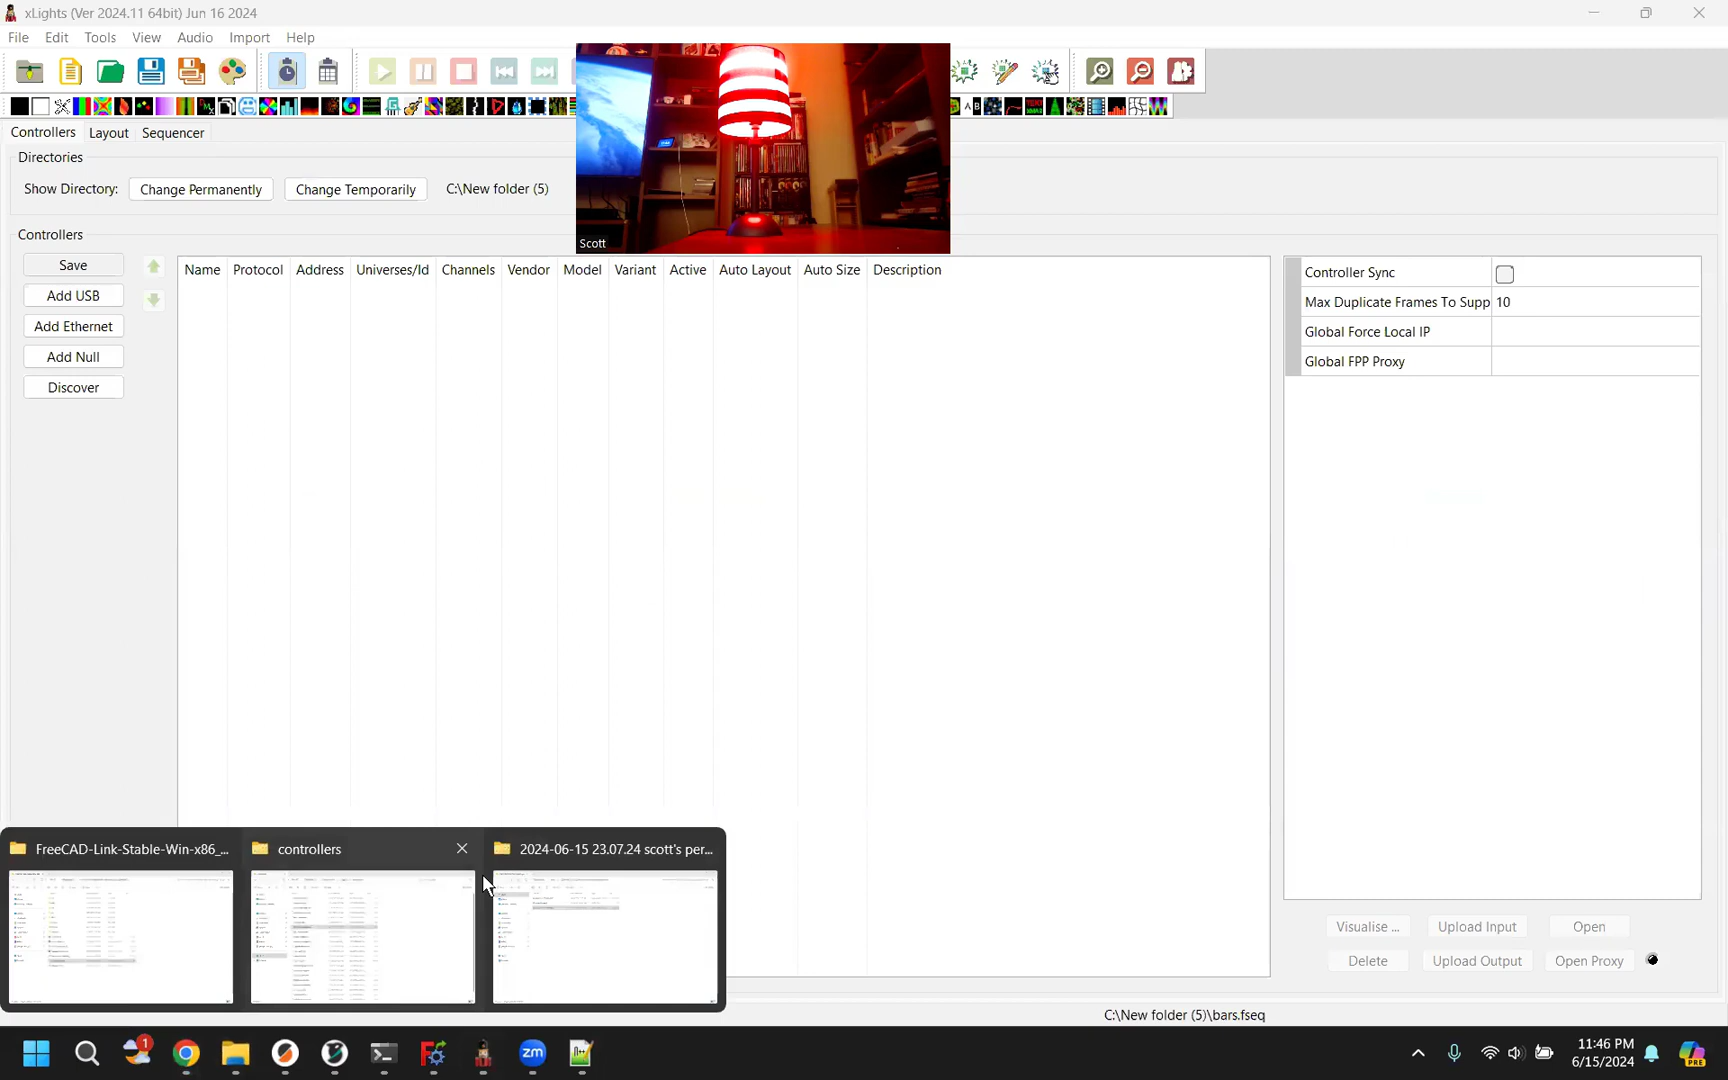 xLights (Ver 2024.11 64bit) Jun 16 2024
File Edit Tools View Audio Import Help
Controllers Layout Sequencer
Directories
Show Directory: Change Permanently Change Temporarily C:\New folder (5)
Scott
Controllers
Save
Add USB
Add Ethernet
Add Null
Discover
Name Protocol Address Universes/Id Channels Vendor Model Variant Active Auto Layout Auto Size Description
Controller Sync
Max Duplicate Frames To Supp 10
Global Force Local IP
Global FPP Proxy
FreeCAD-Link-Stable-Win-x86_... controllers 2024-06-15 23.07.24 scott's per...
Visualise ... Upload Input Open
Delete Upload Output Open Proxy
C:\New folder (5)\bars.fseq
1
zm
PRE
11:46 PM
6/15/2024